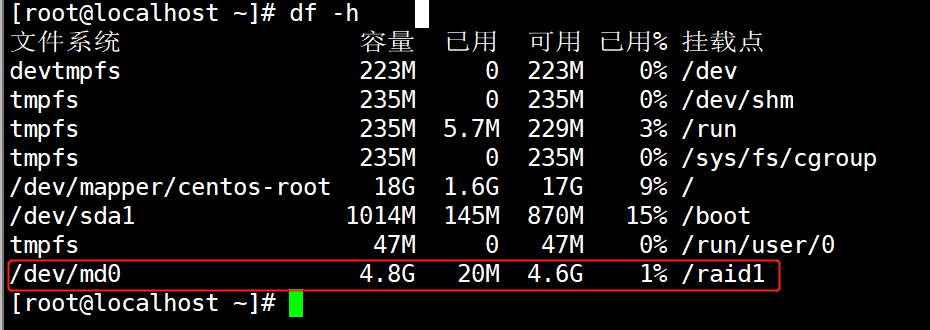 [root@localhost ~]# df -h
文件系统 容量 已用 可用 已用% 挂载点
devtmpfs 223M 0 223M 0% /dev
tmpfs 235M 0 235M 0% /dev/shm
tmpfs 235M 5.7M 229M 3% /run
tmpfs 235M 0 235M 0% /sys/fs/cgroup
/dev/mapper/centos-root 18G 1.6G 17G 9% /
/dev/sda1 1014M 145M 870M 15% /boot
tmpfs 47M 0 47M 0% /run/user/0
/dev/md0 4.8G 20M 4.6G 1% /raid1
[root@localhost ~]#